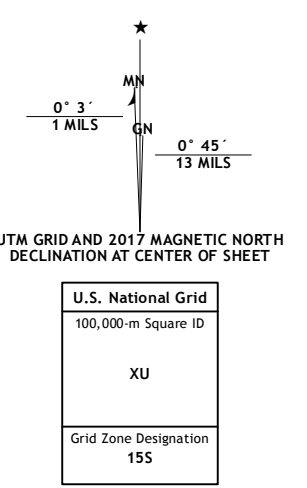 ★
MN
0° 3´
1 MILS
GN
0° 45´
13 MILS
UTM GRID AND 2017 MAGNETIC NORTH
DECLINATION AT CENTER OF SHEET
U.S. National Grid
100,000-m Square ID
XU
Grid Zone Designation
15S